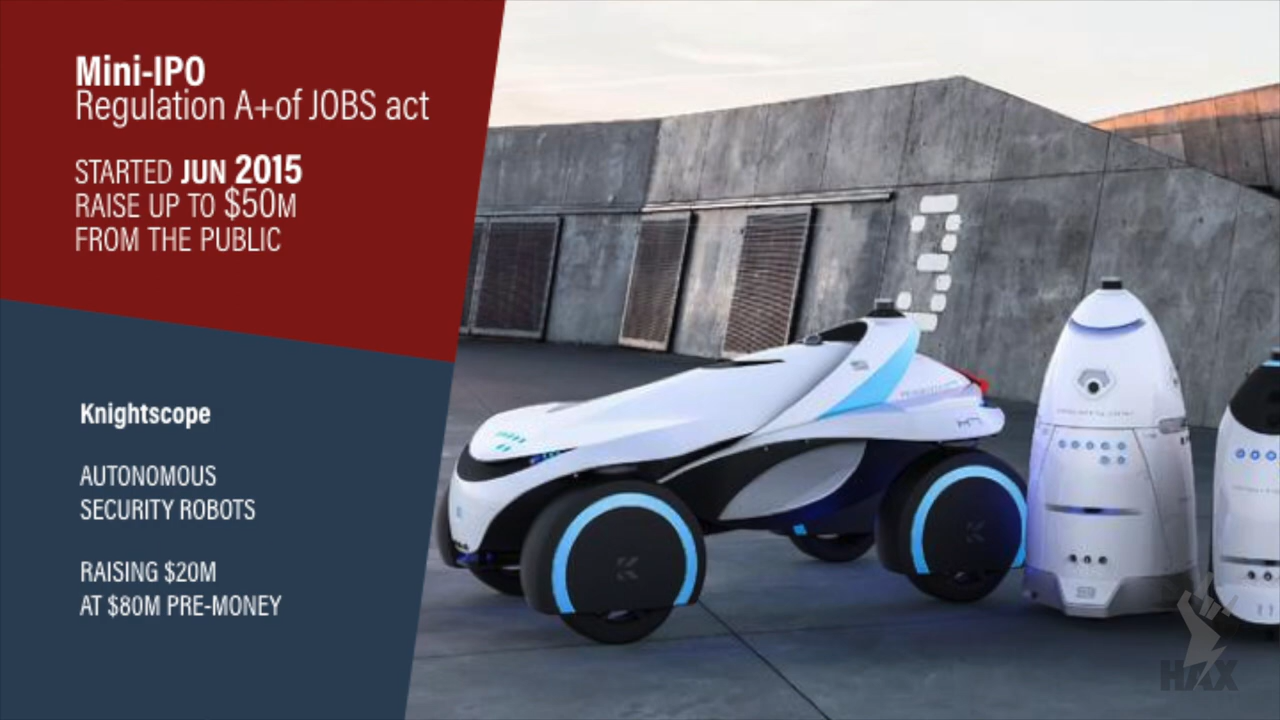 Mini-IPO
Regulation A+of JOBS act
STARTED JUN 2015
RAISE UP TO $50M
FROM THE PUBLIC
Knightscope
AUTONOMOUS
SECURITY ROBOTS
RAISING $20M
AT $80M PRE-MONEY
9
K
K
HAX